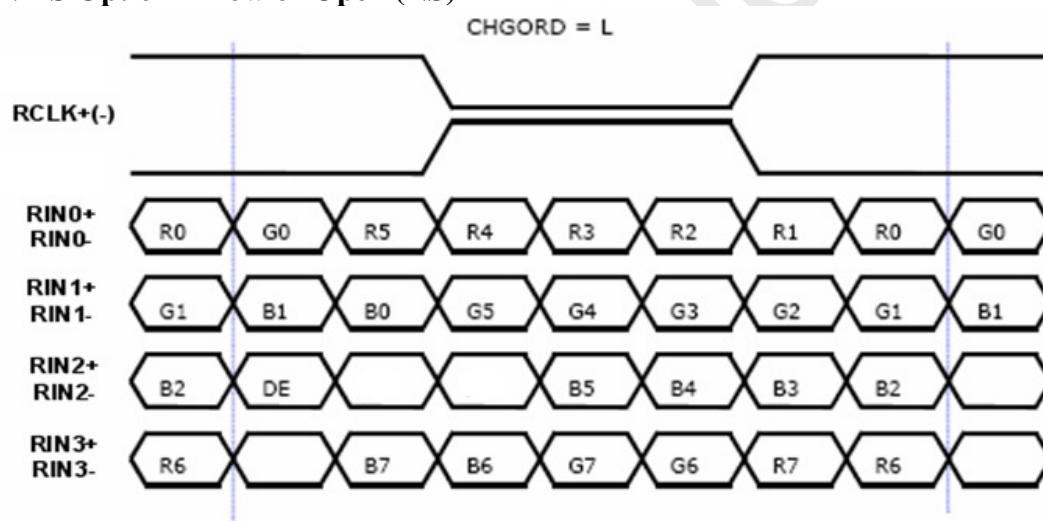 CHGORD = L
RCLK+(-)
RIN0+
RIN0-
R0 G0 R5 R4 R3 R2 R1 R0 G0
RIN1+
RIN1-
G1 B1 B0 G5 G4 G3 G2 G1 B1
RIN2+
RIN2-
B2 DE B5 B4 B3 B2
RIN3+
RIN3-
R6 B7 B6 G7 G6 R7 R6